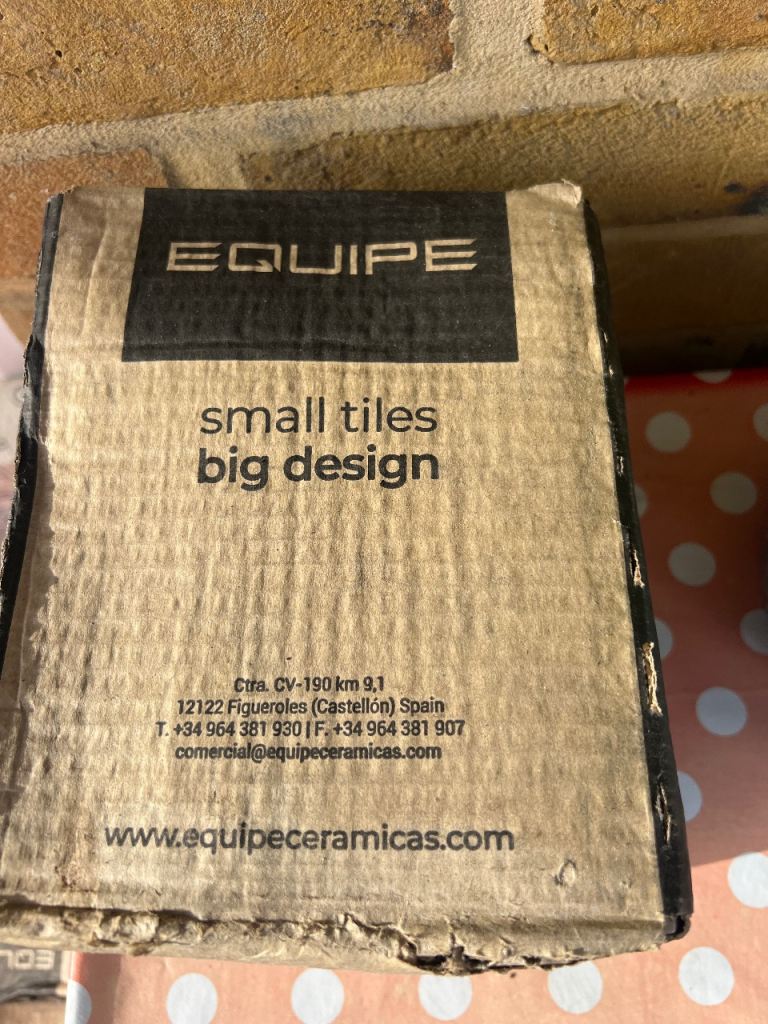 EQUIPE
small tiles
big design
Ctra. CV-190 km 9,1
12122 Figueroles (Castellón) Spain
T. +34 964 381 930 | F. +34 964 381 907
comercial@equipeceramicas.com
www.equipeceramicas.com